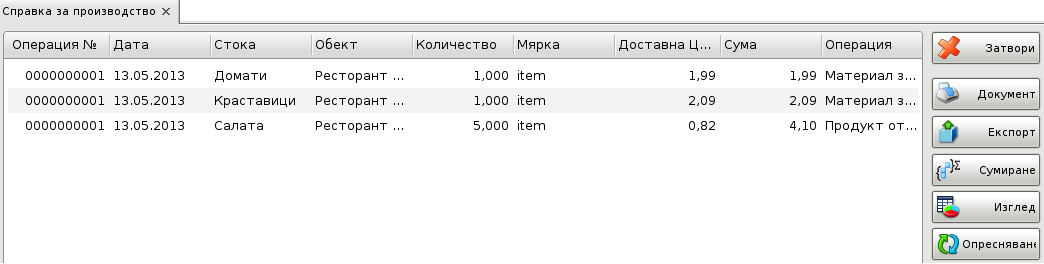 Справка за производство ×
Операция № Дата Стока Обект Количество Мярка Доставна Ц... Сума Операция
0000000001 13.05.2013 Домати Ресторант ... 1,000 item 1,99 1,99 Материал з...
0000000001 13.05.2013 Краставици Ресторант ... 1,000 item 2,09 2,09 Материал з...
0000000001 13.05.2013 Салата Ресторант ... 5,000 item 0,82 4,10 Продукт от...
Затвори
Документ
Експорт
Сумиране
Изглед
Опресняване